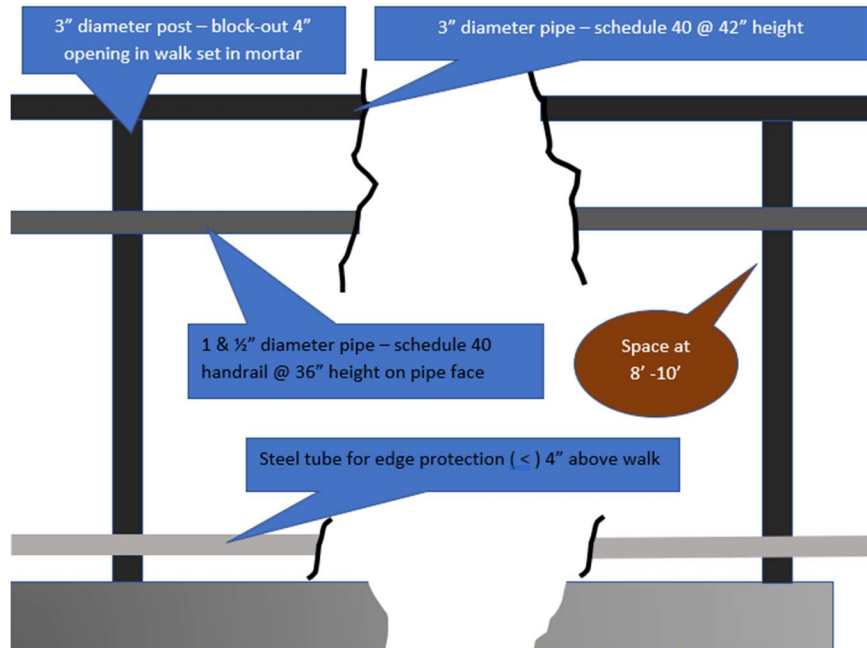 3” diameter post – block-out 4”
opening in walk set in mortar
3” diameter pipe – schedule 40 @ 42” height
1 & ½” diameter pipe – schedule 40
handrail @ 36” height on pipe face
Space at
8’ -10’
Steel tube for edge protection ( < ) 4” above walk